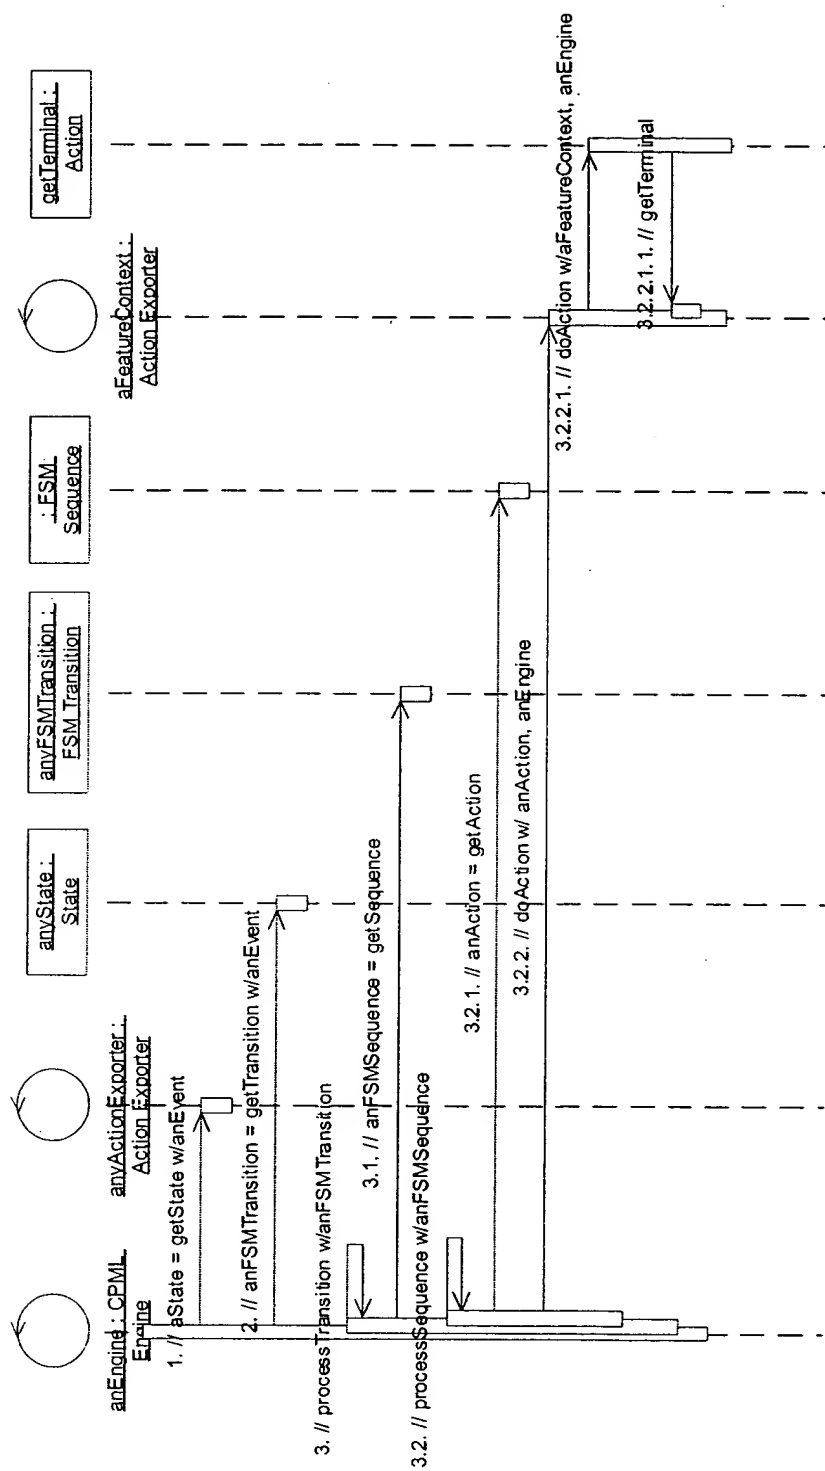 anEngine : CPML
Engine
anyActionExporter :
Action Exporter
anyState :
State
anyFSMTransition :
FSM Transition
: FSM
Sequence
aFeatureContext :
Action Exporter
getTerminal :
Action
1. // aState = getState w/anEvent
2. // anFSMTransition = getTransition w/anEvent
3. // processTransition w/anFSMTransition
3.1. // anFSMSequence = getSequence
3.2. // processSequence w/anFSMSequence
3.2.1. // anAction = getAction
3.2.2. // doAction w/ anAction, anEngine
3.2.2.1. // doAction w/aFeatureContext, anEngine
3.2.2.1.1. // getTerminal